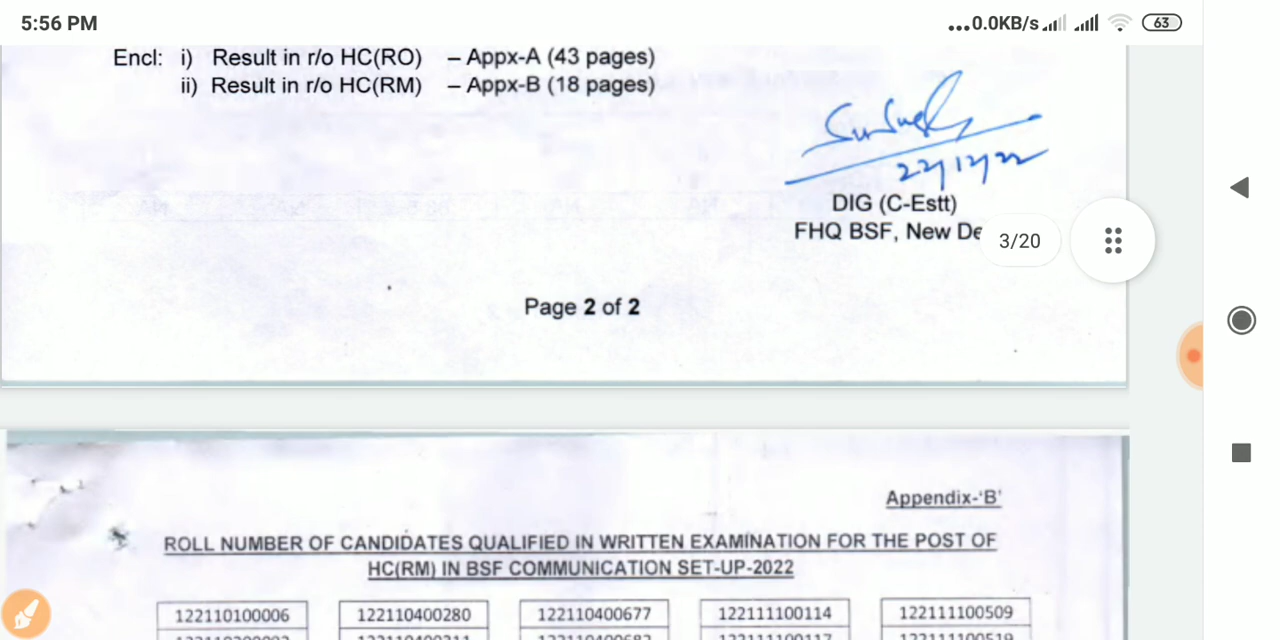 5:56 PM
...0.0KB/s
63
Encl: i) Result in r/o HC(RO) – Appx-A (43 pages)
ii) Result in r/o HC(RM) – Appx-B (18 pages)
22/12/22
DIG (C-Estt)
FHQ BSF, New De
3/20
Page 2 of 2
Appendix-'B'
ROLL NUMBER OF CANDIDATES QUALIFIED IN WRITTEN EXAMINATION FOR THE POST OF
HC(RM) IN BSF COMMUNICATION SET-UP-2022
122110100006 122110400280 122110400677 122111100114 122111100509